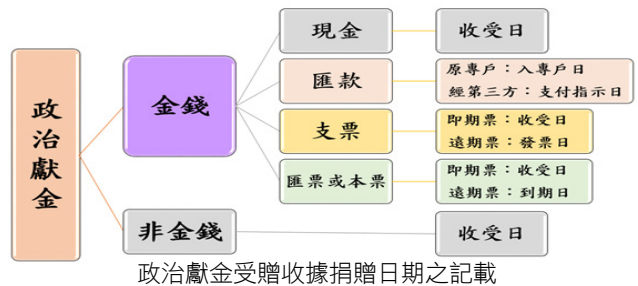 政治獻金
金錢
現金
收受日
匯款
原專戶：入專戶日
經第三方：支付指示日
支票
即期票：收受日
遠期票：發票日
匯票或本票
即期票：收受日
遠期票：到期日
非金錢
收受日
政治獻金受贈收據捐贈日期之記載